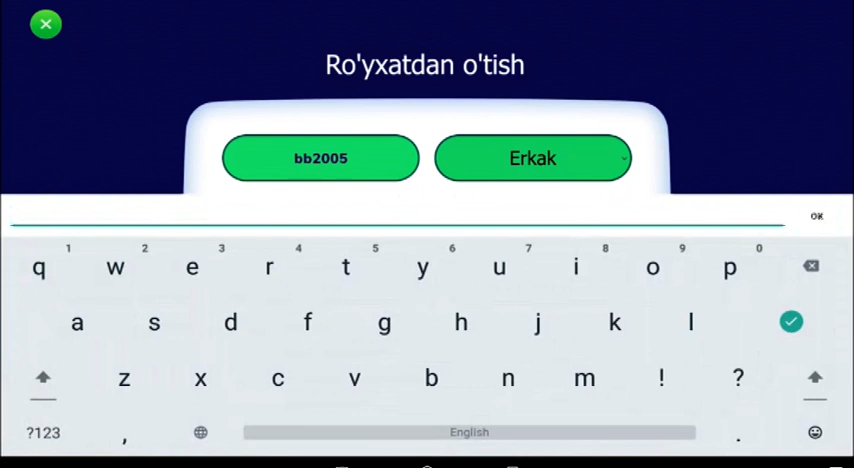 Ro'yxatdan o'tish
bb2005 Erkak
OK
1 2 3 4 5 6 7 8 9 0
q w e r t y u i o p
a s d f g h j k l
z x c v b n m ! ?
?123 , English .